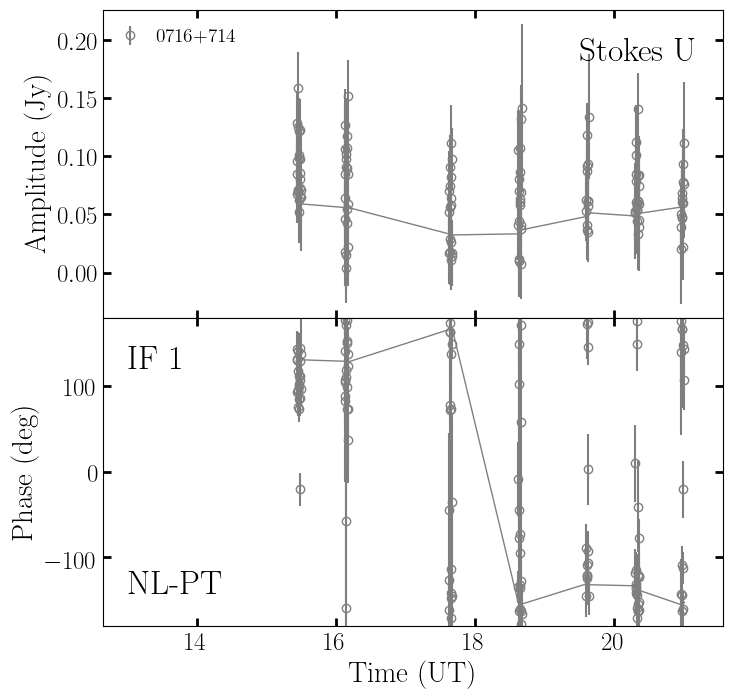 0.20
0716+714
Stokes U
0.15
0.10
0.05
0.00
Amplitude (Jy)
IF 1
100
0
−100
Phase (deg)
NL-PT
14
16
18
20
Time (UT)